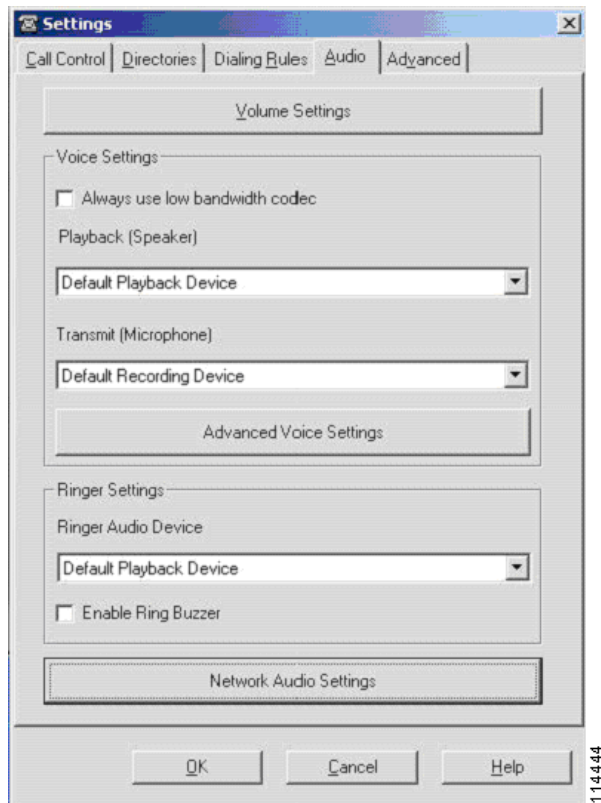 Settings
Call Control Directories Dialing Rules Audio Advanced
Volume Settings
Voice Settings
Always use low bandwidth codec
Playback (Speaker)
Default Playback Device
Transmit (Microphone)
Default Recording Device
Advanced Voice Settings
Ringer Settings
Ringer Audio Device
Default Playback Device
Enable Ring Buzzer
Network Audio Settings
OK Cancel Help
114444